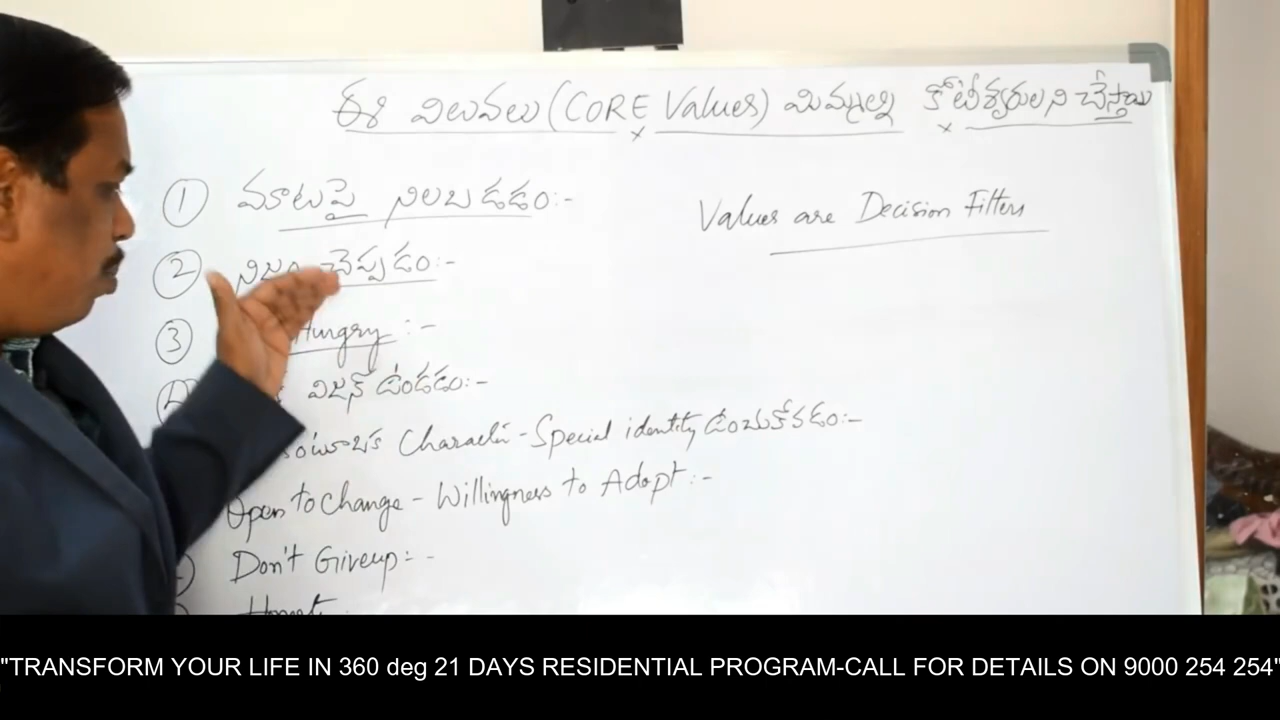 ఈ విలువలు (CORE Values) మిమ్మల్ని కోటీశ్వరులని చేస్తాయి
① మాటపై నిలబడడం:-
Values are Decision Filters
② నిజం చెప్పడం:-
③ Hungry :-
విజన్ ఉండడం:-
Special identity ఉంచుకోవడం:-
Open to change - Willingness to Adopt :-
Don't Giveup:-
"TRANSFORM YOUR LIFE IN 360 deg 21 DAYS RESIDENTIAL PROGRAM-CALL FOR DETAILS ON 9000 254 254"